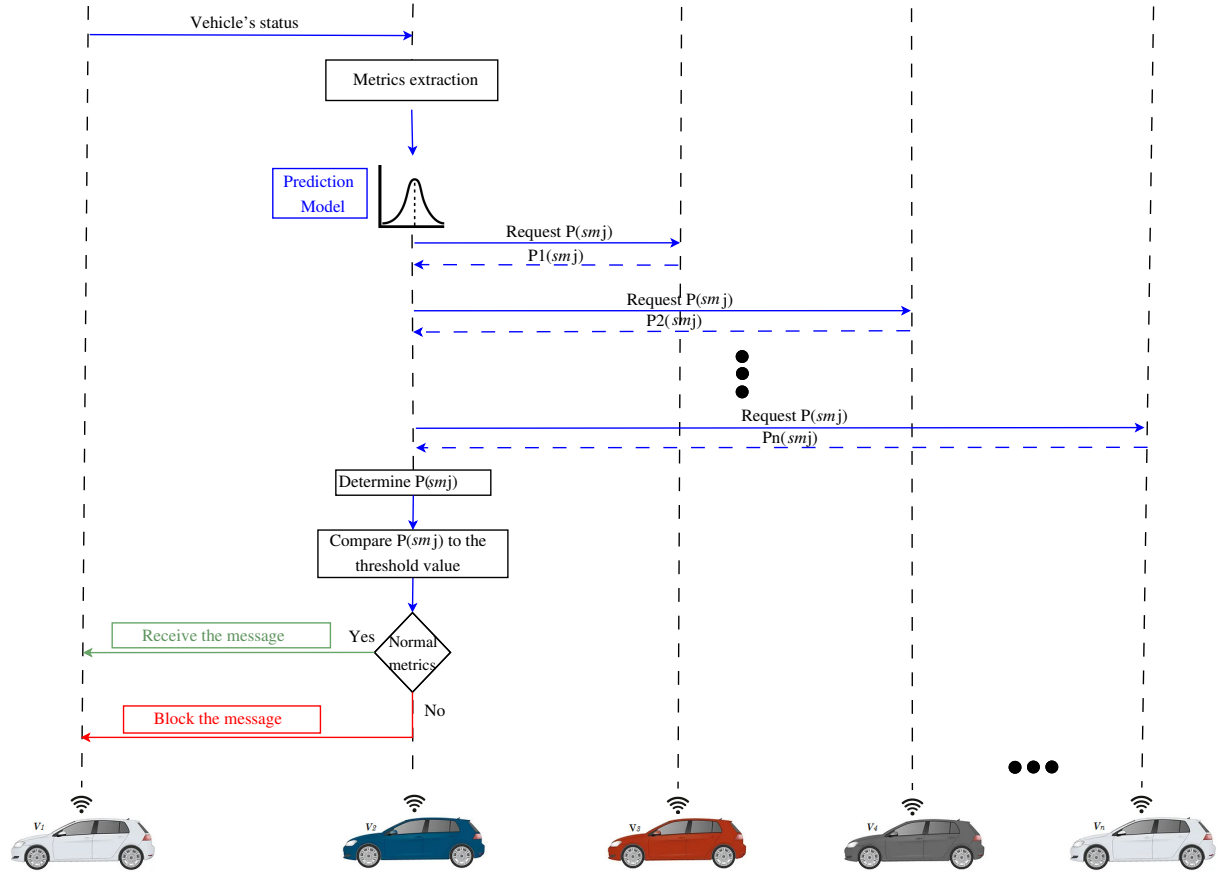 Vehicle's status
Metrics extraction
Prediction
Model
Request P(smj)
P1(smj)
Request P(smj)
P2(smj)
Request P(smj)
Pn(smj)
Determine P(smj)
Compare P(smj) to the
threshold value
Receive the message
Yes
Normal
metrics
Block the message
No
V1
V2
V3
V4
Vn